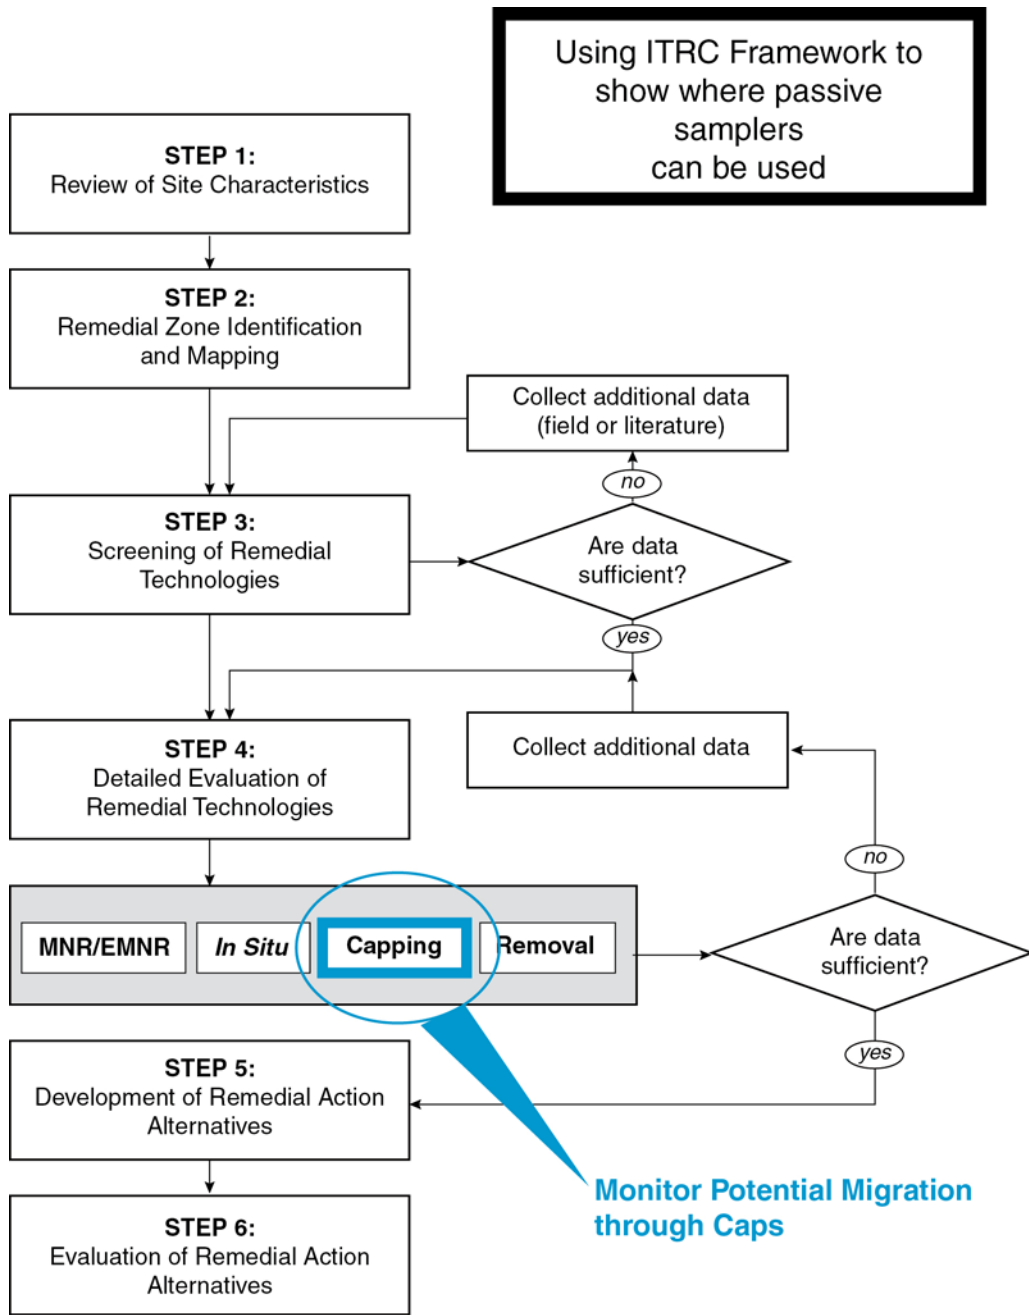 Using ITRC Framework to
show where passive
samplers
can be used
STEP 1:
Review of Site Characteristics
STEP 2:
Remedial Zone Identification
and Mapping
Collect additional data
(field or literature)
no
STEP 3:
Screening of Remedial
Technologies
Are data
sufficient?
yes
STEP 4:
Detailed Evaluation of
Remedial Technologies
Collect additional data
no
MNR/EMNR
In Situ
Capping
Removal
Are data
sufficient?
yes
STEP 5:
Development of Remedial Action
Alternatives
Monitor Potential Migration
through Caps
STEP 6:
Evaluation of Remedial Action
Alternatives